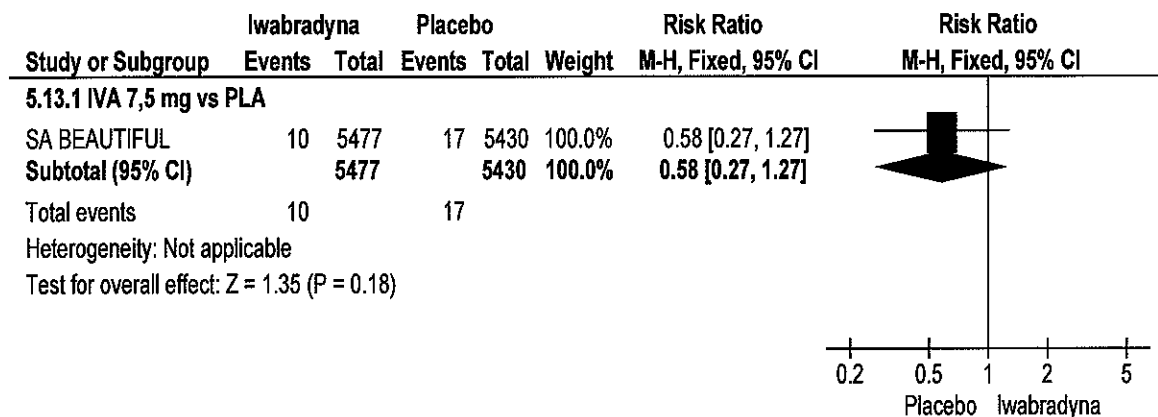 Iwabradyna Placebo Risk Ratio Risk Ratio
Study or Subgroup Events Total Events Total Weight M-H, Fixed, 95% CI M-H, Fixed, 95% CI
5.13.1 IVA 7,5 mg vs PLA
SA BEAUTIFUL 10 5477 17 5430 100.0% 0.58 [0.27, 1.27]
Subtotal (95% CI) 5477 5430 100.0% 0.58 [0.27, 1.27]
Total events 10 17
Heterogeneity: Not applicable
Test for overall effect: Z = 1.35 (P = 0.18)
0.2 0.5 1 2 5
Placebo Iwabradyna